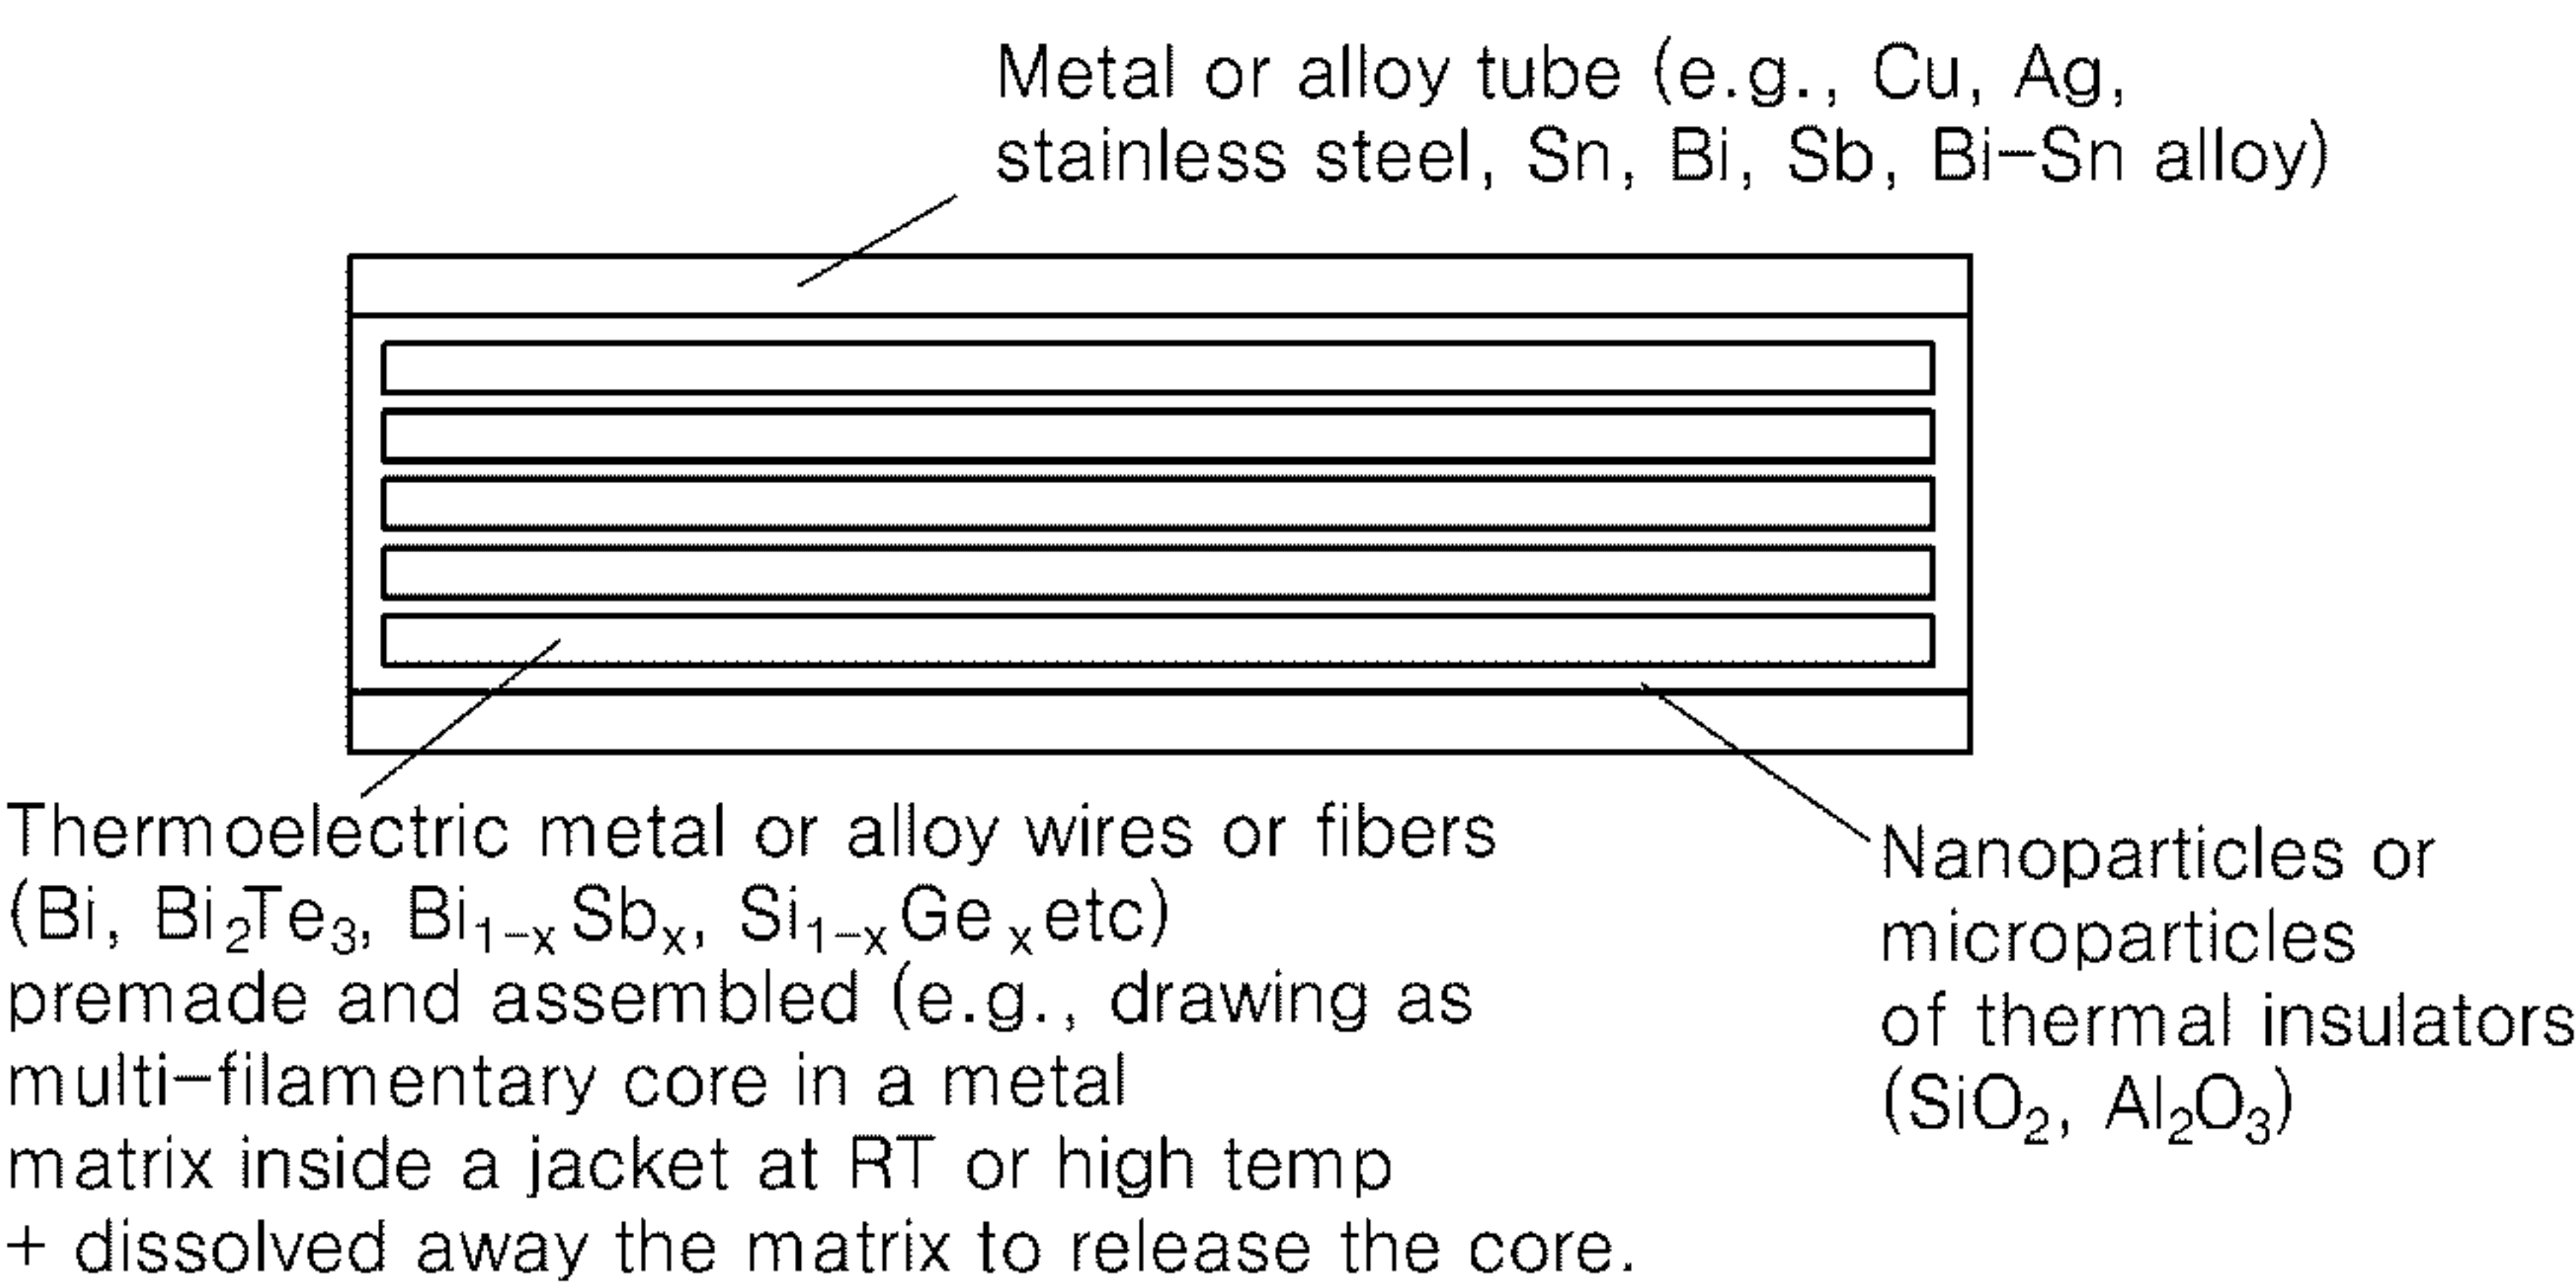 Metal or alloy tube (e.g., Cu, Ag,
stainless steel, Sn, Bi, Sb, Bi-Sn alloy)
Thermoelectric metal or alloy wires or fibers
(Bi, Bi₂Te₃, Bi₁₋ₓSbₓ, Si₁₋ₓGeₓetc)
premade and assembled (e.g., drawing as
multi-filamentary core in a metal
matrix inside a jacket at RT or high temp
+ dissolved away the matrix to release the core.
Nanoparticles or
microparticles
of thermal insulators
(SiO₂, Al₂O₃)